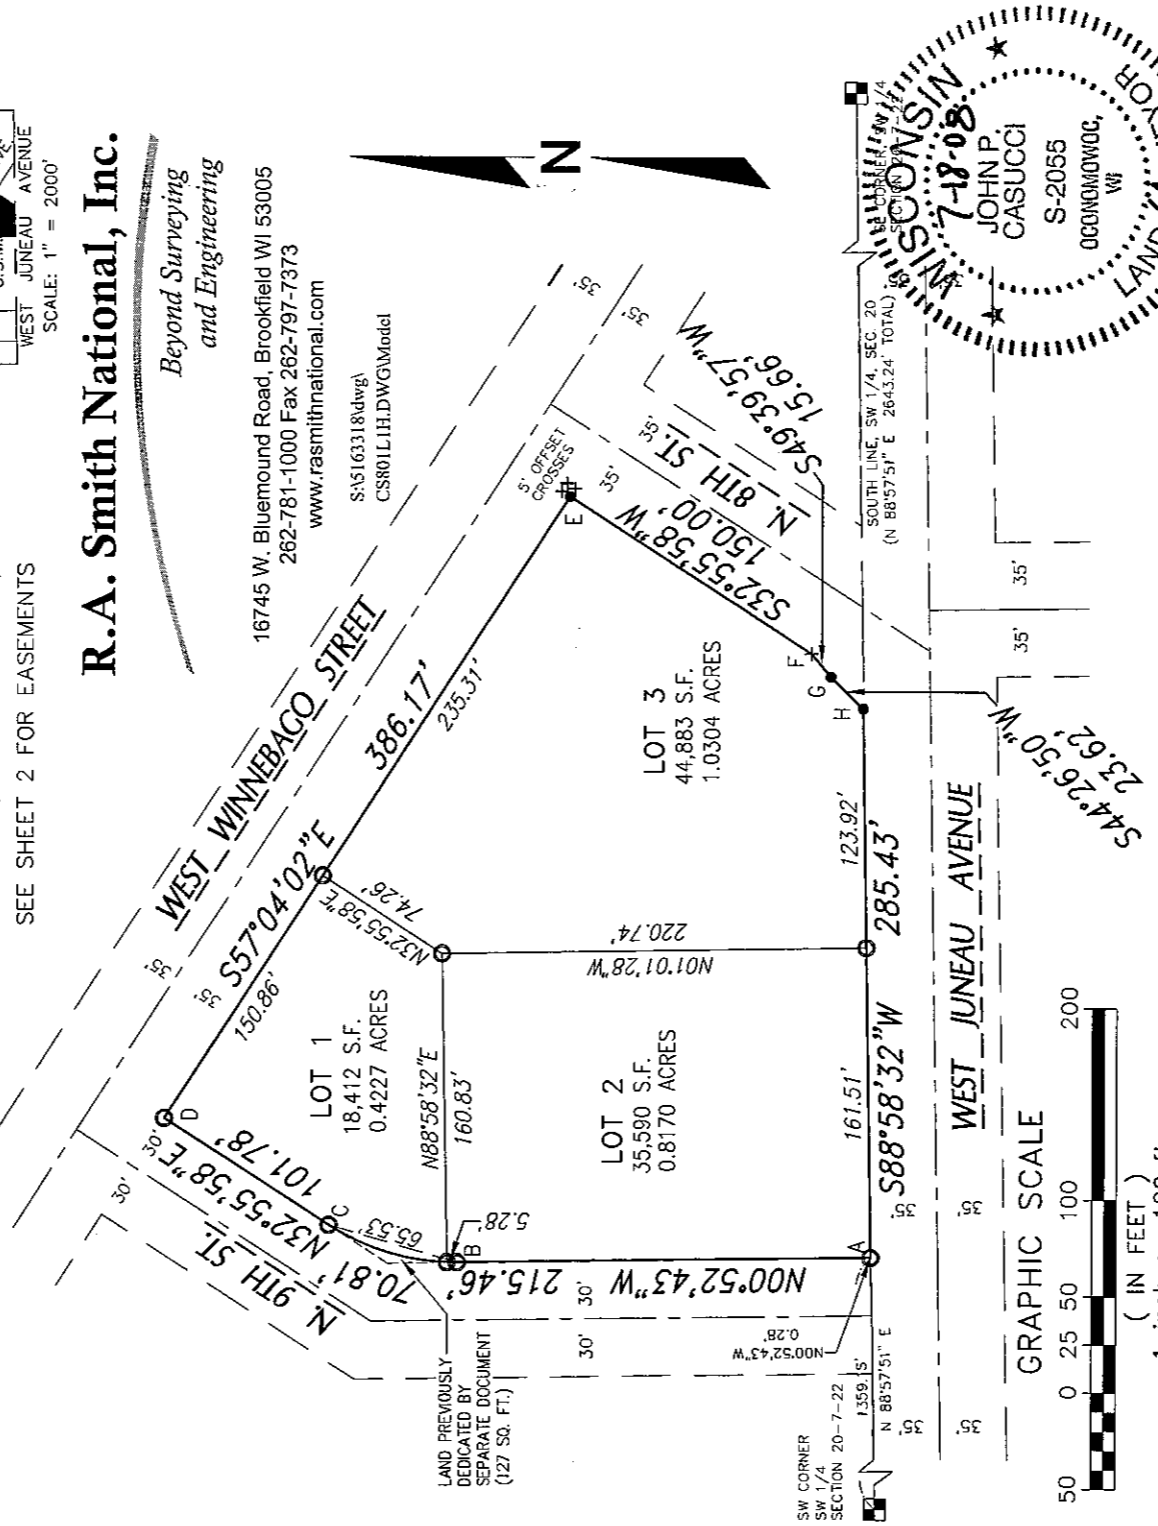 WEST JUNEAU AVENUE
SCALE: 1" = 2000'
SEE SHEET 2 FOR EASEMENTS
R.A. Smith National, Inc.
Beyond Surveying
and Engineering
16745 W. Bluemound Road, Brookfield WI 53005
262-781-1000 Fax 262-797-7373
www.rasmithnational.com
S:\5163318\dwg\
CS801L1H.DWG\Model
N
WEST WINNEBAGO STREET
35'
35'
35'
35'
S57°04'02"E
386.17'
150.86'
235.31'
5' OFFSET
CROSSES
E
35'
35'
N. 8TH ST.
S32°55'58"W
150.00'
S49°39'57"W
15.66'
F
G
H
S44°26'50"W
23.62'
30'
30'
D
N. 9TH ST.
N32°55'58"E
101.78'
C
70.81'
65.53'
5.28'
B
LOT 1
18,412 S.F.
0.4227 ACRES
N32°55'58"E
74.26'
N88°58'32"E
160.83'
LOT 2
35,590 S.F.
0.8170 ACRES
N01°01'28"W
220.74'
LOT 3
44,883 S.F.
1.0304 ACRES
LAND PREVIOUSLY
DEDICATED BY
SEPARATE DOCUMENT
(127 SQ. FT.)
N00°52'43"W
215.46'
30'
30'
N00°52'43"W
0.28'
A
161.51'
123.92'
S88°58'32"W
285.43'
SW CORNER
SW 1/4
SECTION 20-7-22
1359.15'
N 88°57'51" E
35'
35'
35'
35'
WEST JUNEAU AVENUE
35'
35'
SOUTH LINE, SW 1/4, SEC. 20
(N 88°57'51" E 2643.24' TOTAL)
SE CORNER, SW 1/4
SECTION 20-7-22
WISCONSIN
7-18-08
JOHN P.
CASUCCI
S-2055
OCONOMOWOC,
WI
LAND
GRAPHIC SCALE
50 0 25 50 100 200
( IN FEET )